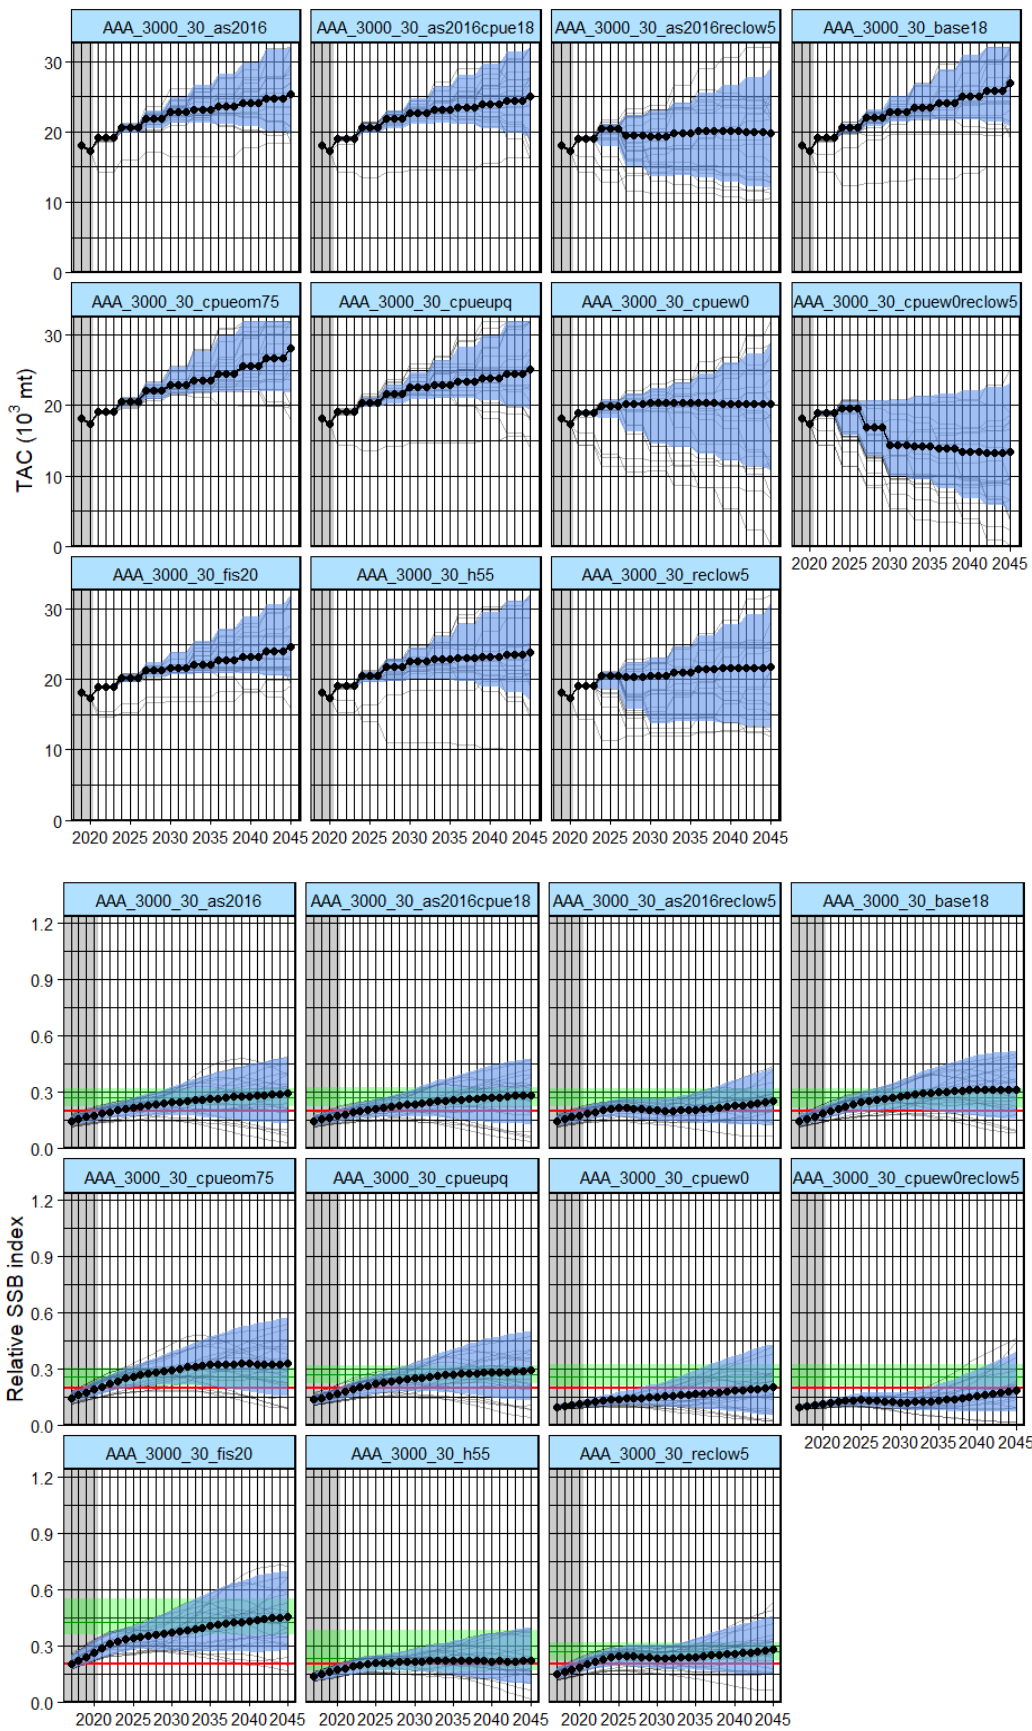 AAA_3000_30_as2016 AAA_3000_30_as2016cpue18 AAA_3000_30_as2016reclow5 AAA_3000_30_base18
30
20
10
0
AAA_3000_30_cpueom75 AAA_3000_30_cpueupq AAA_3000_30_cpuew0 AAA_3000_30_cpuew0reclow5
TAC (10³ mt)
30
20
10
0
2020 2025 2030 2035 2040 2045
AAA_3000_30_fis20 AAA_3000_30_h55 AAA_3000_30_reclow5
30
20
10
0
2020 2025 2030 2035 2040 2045 2020 2025 2030 2035 2040 2045 2020 2025 2030 2035 2040 2045
AAA_3000_30_as2016 AAA_3000_30_as2016cpue18 AAA_3000_30_as2016reclow5 AAA_3000_30_base18
1.2
0.9
0.6
0.3
0.0
AAA_3000_30_cpueom75 AAA_3000_30_cpueupq AAA_3000_30_cpuew0 AAA_3000_30_cpuew0reclow5
Relative SSB index
1.2
0.9
0.6
0.3
0.0
2020 2025 2030 2035 2040 2045
AAA_3000_30_fis20 AAA_3000_30_h55 AAA_3000_30_reclow5
1.2
0.9
0.6
0.3
0.0
2020 2025 2030 2035 2040 2045 2020 2025 2030 2035 2040 2045 2020 2025 2030 2035 2040 2045